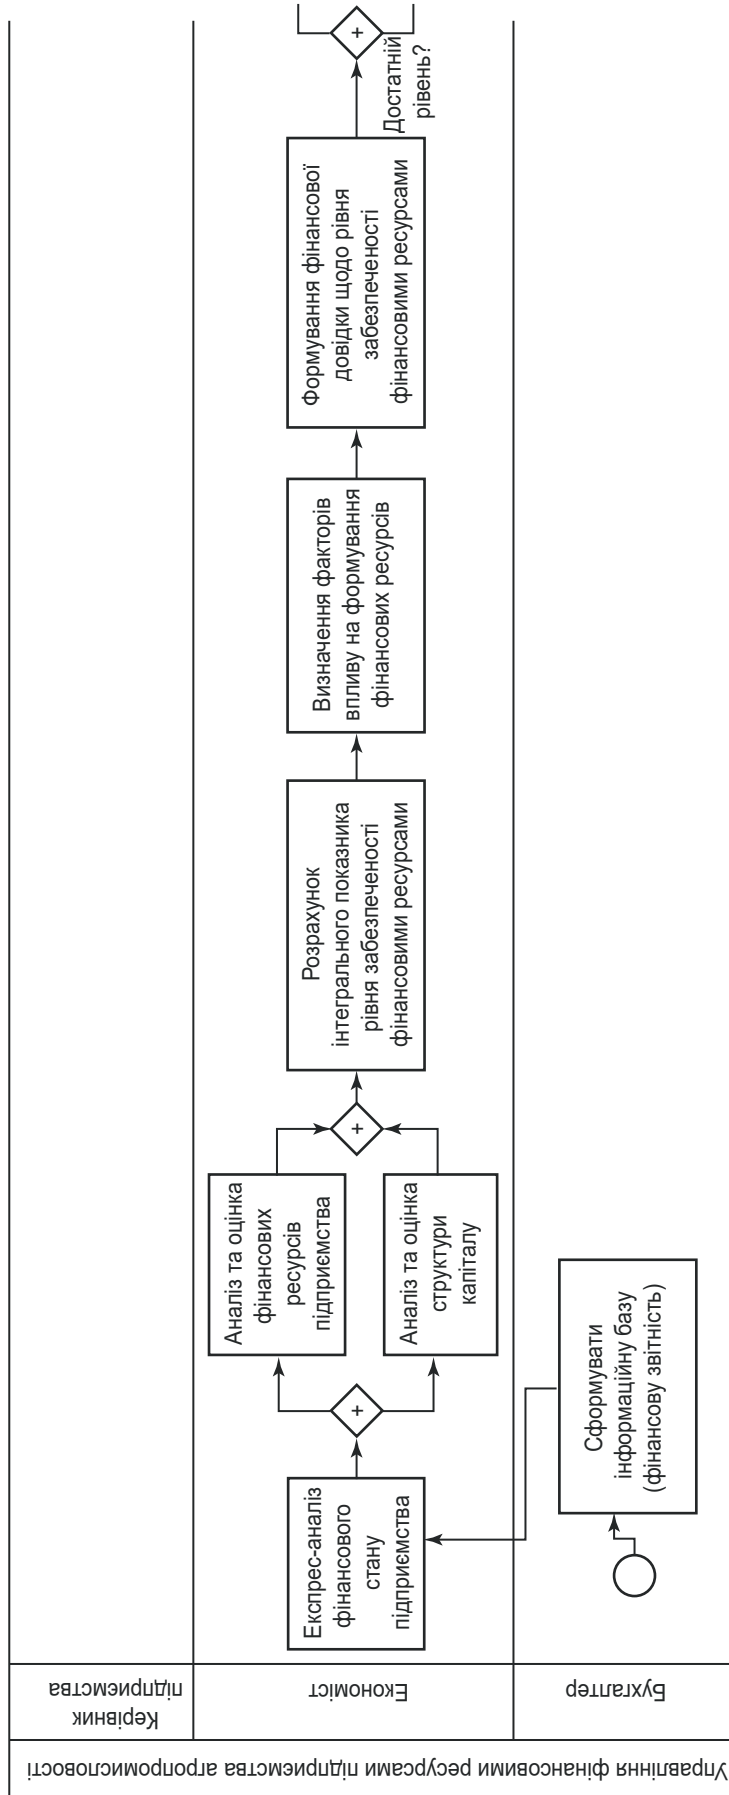 Управління фінансовими ресурсами підприємства агропромисловості
Керівник
підприємства
Економіст
Бухгалтер
Сформувати
інформаційну базу
(фінансову звітність)
Експрес-аналіз
фінансового
стану
підприємства
+
Аналіз та оцінка
фінансових
ресурсів
підприємства
Аналіз та оцінка
структури
капіталу
+
Розрахунок
інтегрального показника
рівня забезпеченості
фінансовими ресурсами
Визначення факторів
впливу на формування
фінансових ресурсів
Формування фінансової
довідки щодо рівня
забезпеченості
фінансовими ресурсами
+
Достатній
рівень?